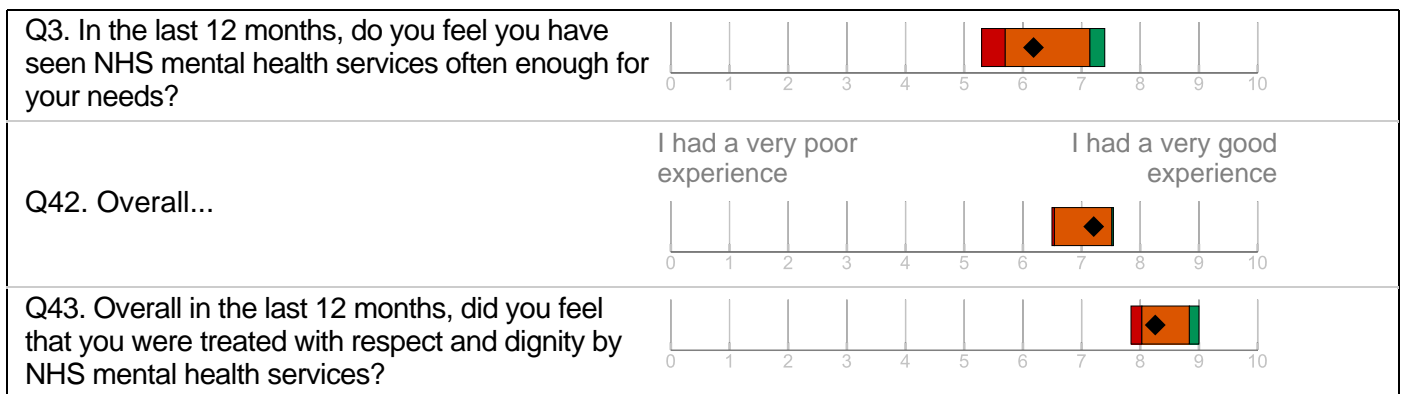 Q3. In the last 12 months, do you feel you have
seen NHS mental health services often enough for
your needs?
0 1 2 3 4 5 6 7 8 9 10
I had a very poor
experience
I had a very good
experience
Q42. Overall...
0 1 2 3 4 5 6 7 8 9 10
Q43. Overall in the last 12 months, did you feel
that you were treated with respect and dignity by
NHS mental health services?
0 1 2 3 4 5 6 7 8 9 10